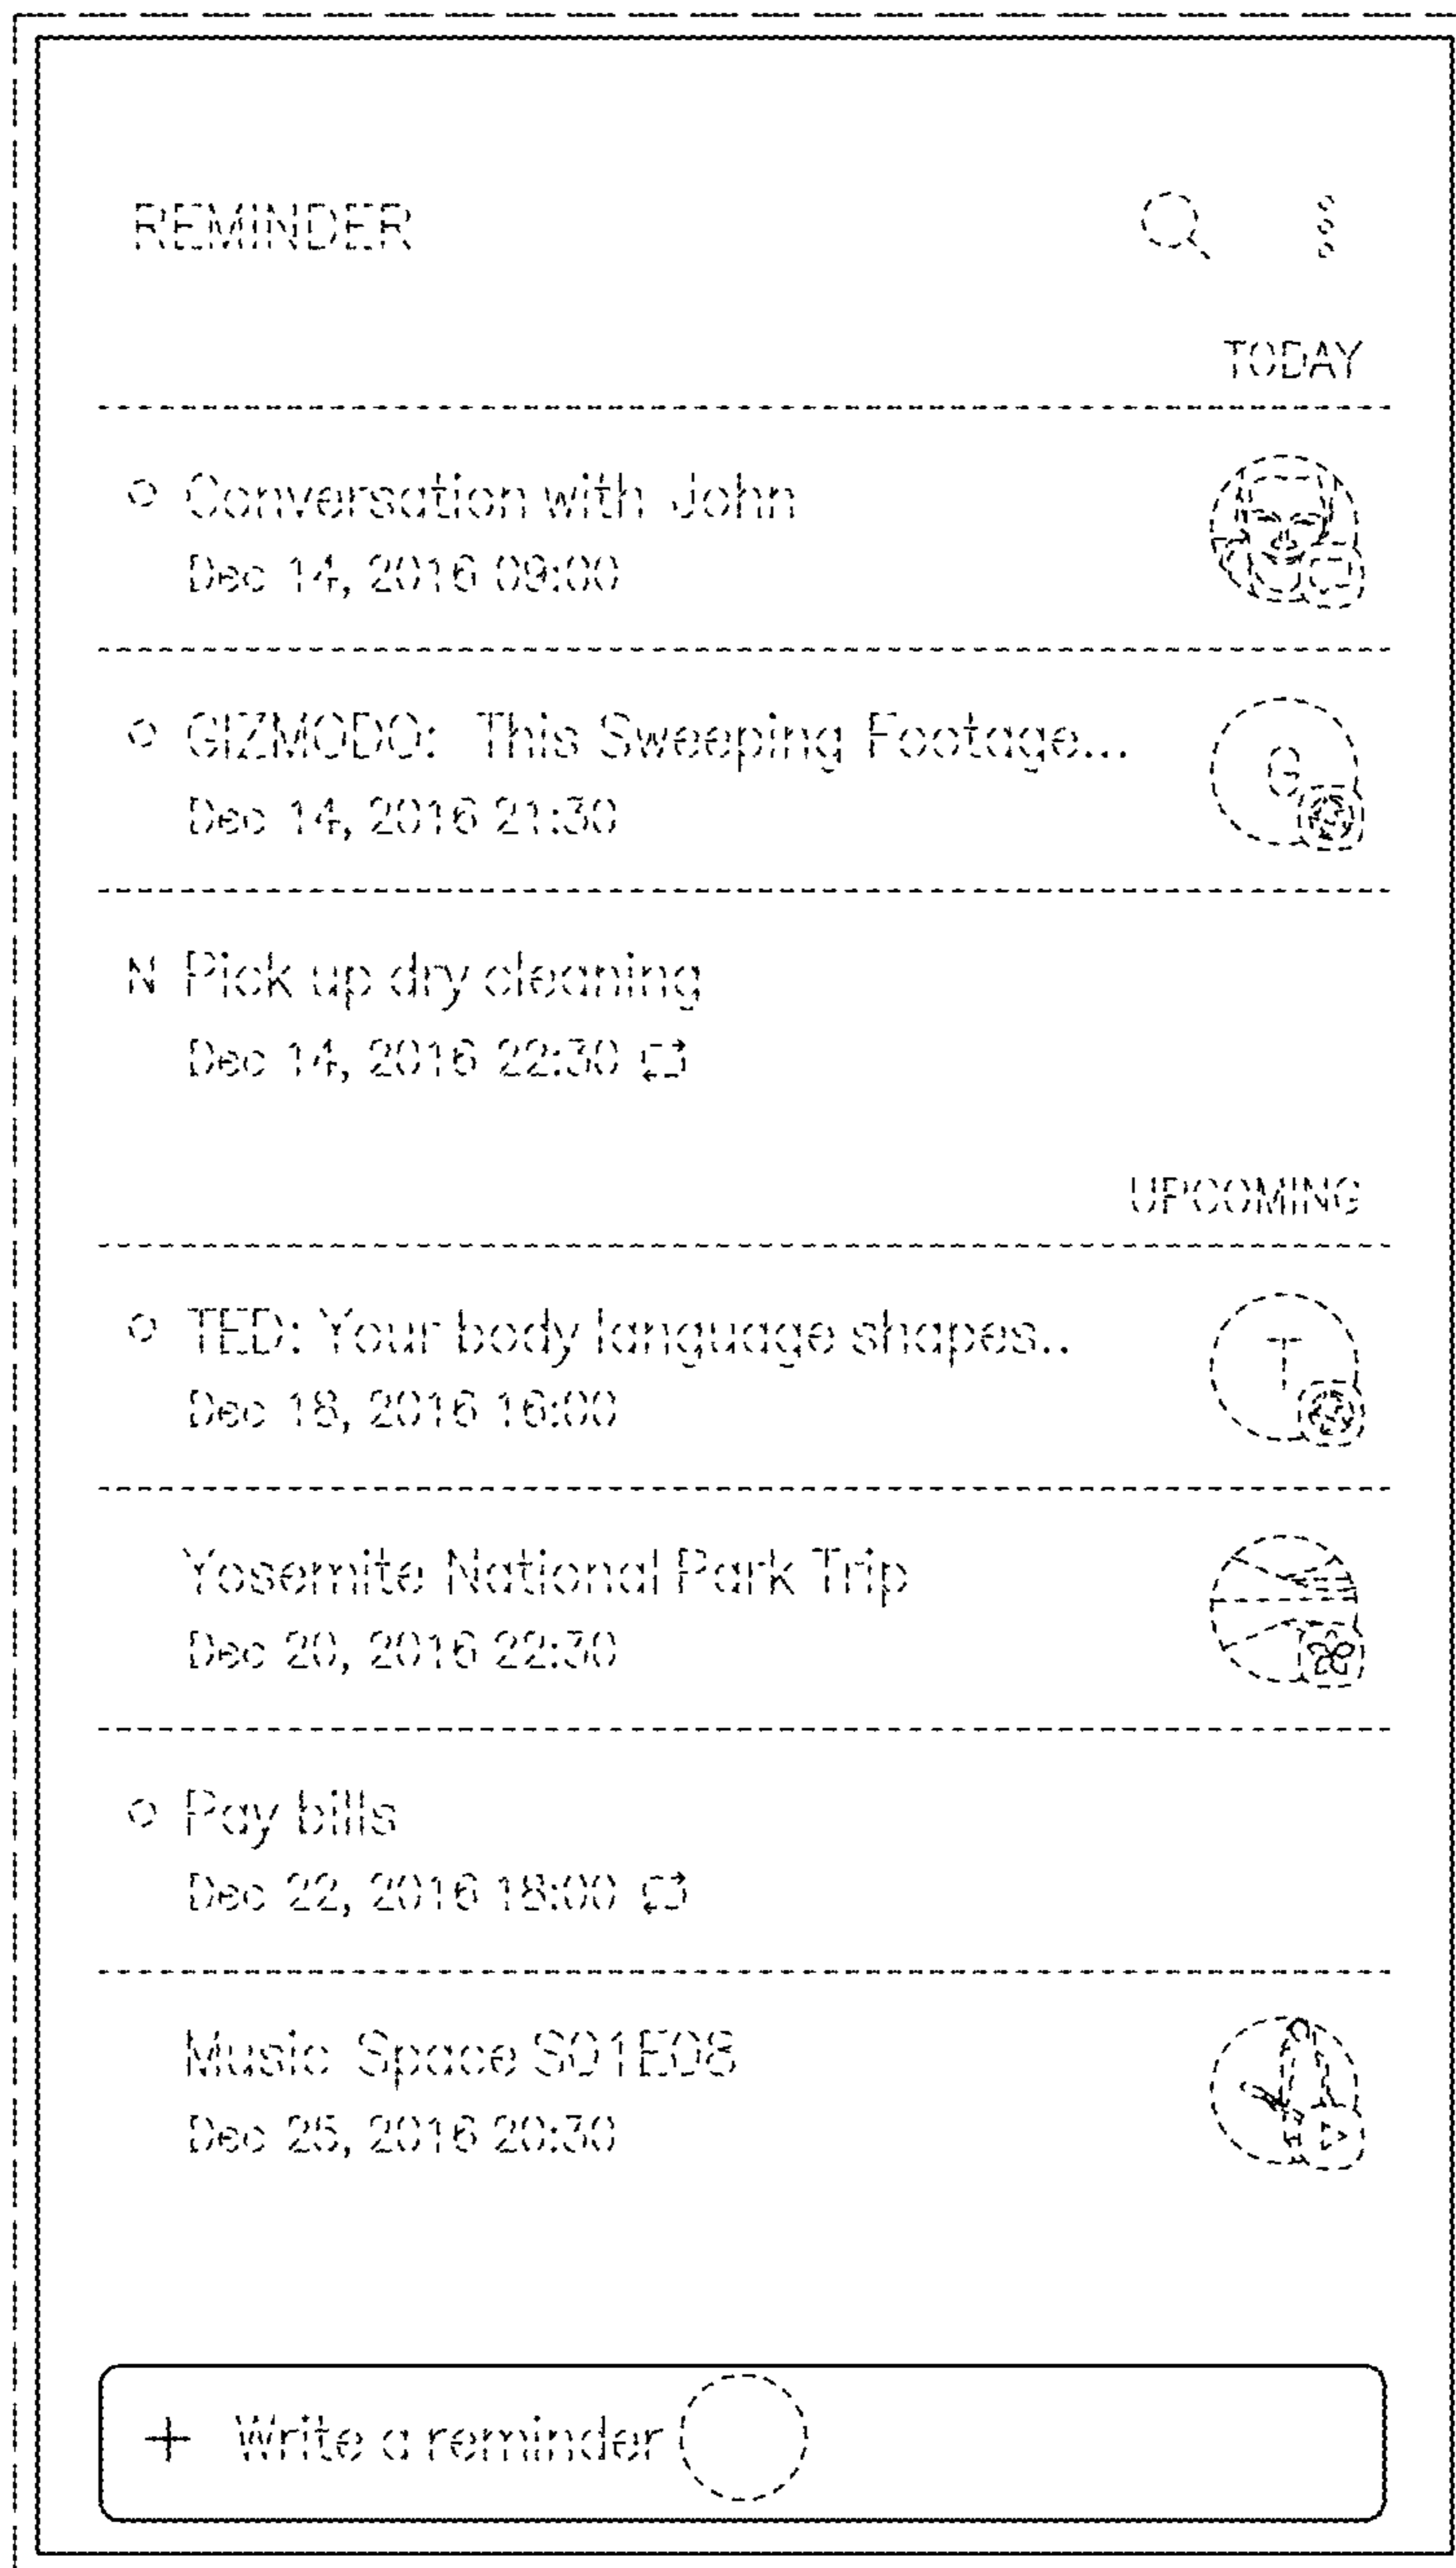 REMINDER
TODAY
Conversation with John
Dec 14, 2016 09:00
GIZMODO: This Sweeping Footage...
G
Dec 14, 2016 21:30
N Pick up dry cleaning
Dec 14, 2016 22:30
UPCOMING
TED: Your body language shapes..
T
Dec 18, 2016 16:00
Yosemite National Park Trip
Dec 20, 2016 22:30
Pay bills
Dec 22, 2016 18:00
Music Space S01E08
Dec 25, 2016 20:30
+ Write a reminder